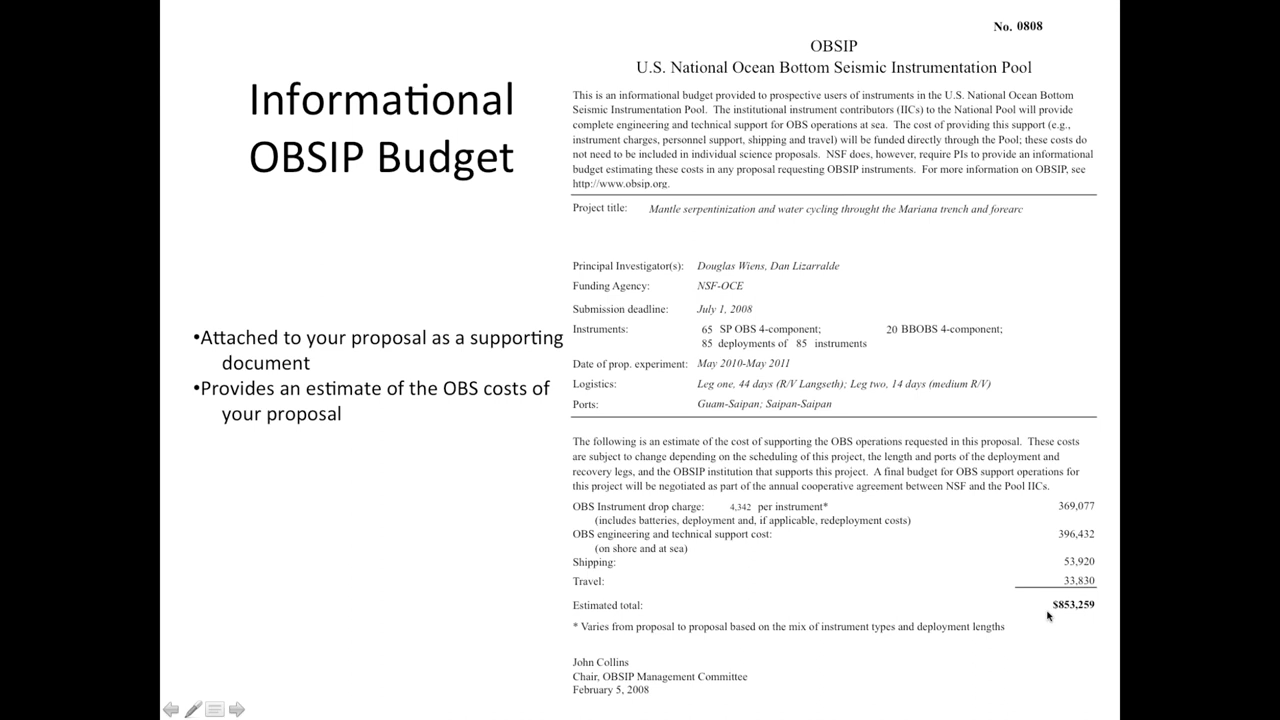 Informational
OBSIP Budget
•Attached to your proposal as a supporting
document
•Provides an estimate of the OBS costs of
your proposal
No. 0808
OBSIP
U.S. National Ocean Bottom Seismic Instrumentation Pool
This is an informational budget provided to prospective users of instruments in the U.S. National Ocean Bottom
Seismic Instrumentation Pool. The institutional instrument contributors (IICs) to the National Pool will provide
complete engineering and technical support for OBS operations at sea. The cost of providing this support (e.g.,
instrument charges, personnel support, shipping and travel) will be funded directly through the Pool; these costs do
not need to be included in individual science proposals. NSF does, however, require PIs to provide an informational
budget estimating these costs in any proposal requesting OBSIP instruments. For more information on OBSIP, see
http://www.obsip.org.
Project title: Mantle serpentinization and water cycling throught the Mariana trench and forearc
Principal Investigator(s): Douglas Wiens, Dan Lizarralde
Funding Agency: NSF-OCE
Submission deadline: July 1, 2008
Instruments: 65 SP OBS 4-component; 20 BBOBS 4-component;
85 deployments of 85 instruments
Date of prop. experiment: May 2010-May 2011
Logistics: Leg one, 44 days (R/V Langseth); Leg two, 14 days (medium R/V)
Ports: Guam-Saipan; Saipan-Saipan
The following is an estimate of the cost of supporting the OBS operations requested in this proposal. These costs
are subject to change depending on the scheduling of this project, the length and ports of the deployment and
recovery legs, and the OBSIP institution that supports this project. A final budget for OBS support operations for
this project will be negotiated as part of the annual cooperative agreement between NSF and the Pool IICs.
OBS Instrument drop charge: 4,342 per instrument* 369,077
(includes batteries, deployment and, if applicable, redeployment costs)
OBS engineering and technical support cost: 396,432
(on shore and at sea)
Shipping: 53,920
Travel: 33,830
Estimated total: $853,259
* Varies from proposal to proposal based on the mix of instrument types and deployment lengths
John Collins
Chair, OBSIP Management Committee
February 5, 2008